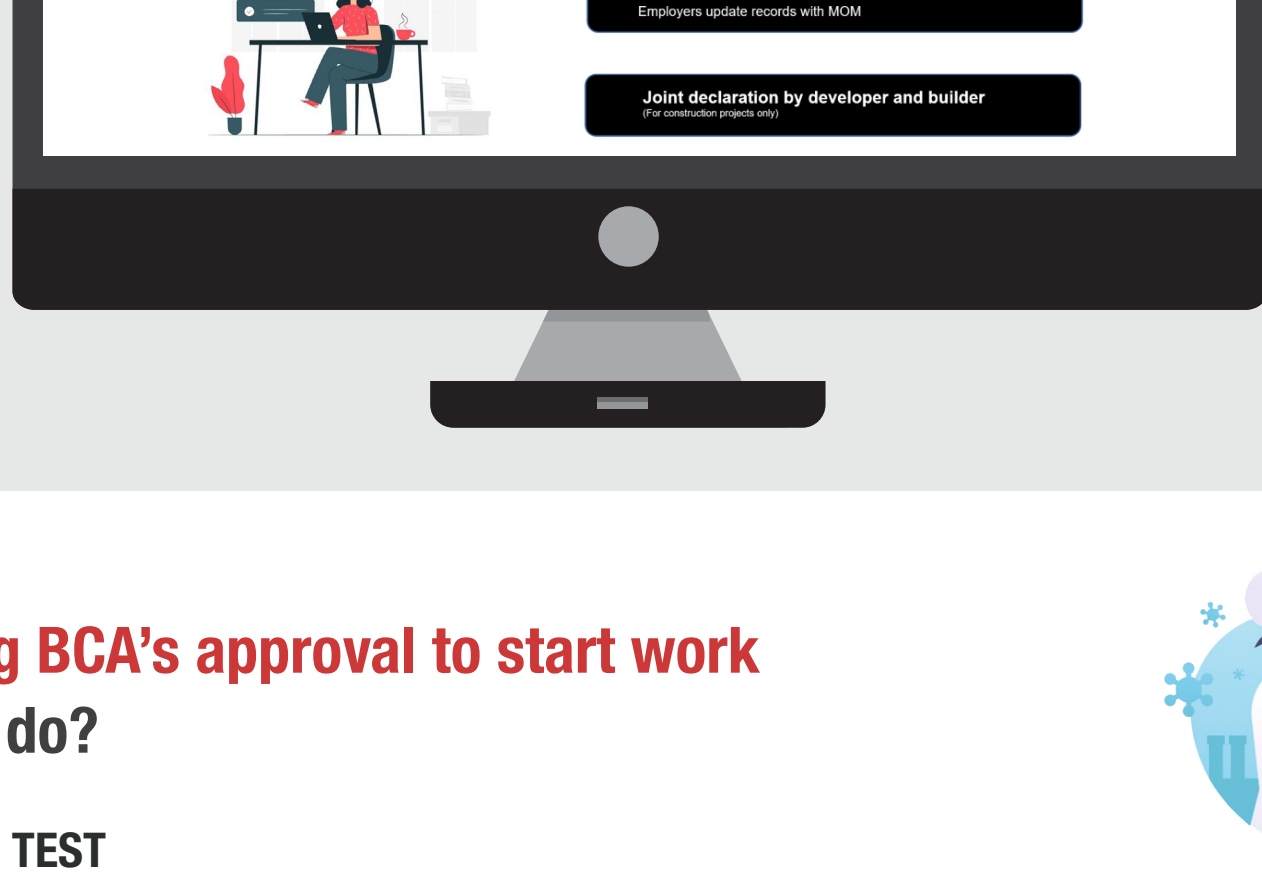 Employers update records with MOM
Joint declaration by developer and builder
(For construction projects only)
g BCA’s approval to start work
do?
TEST